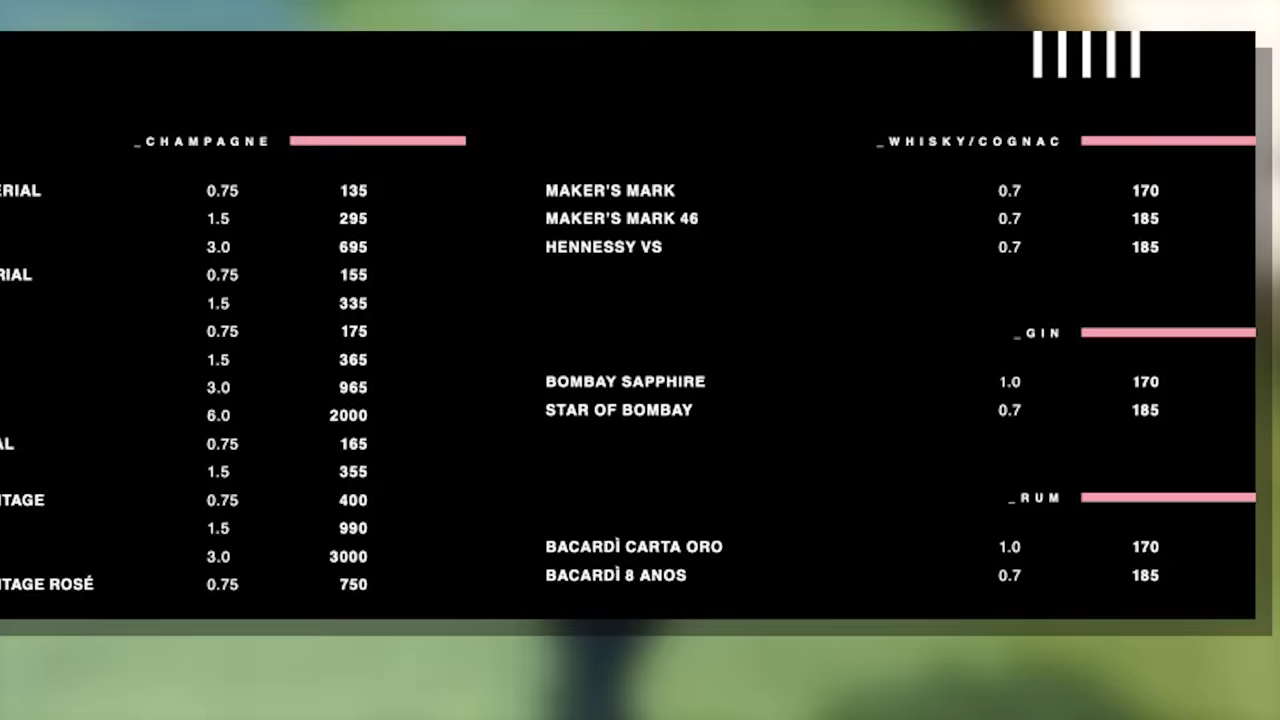 _CHAMPAGNE
ERIAL 0.75 135
1.5 295
3.0 695
RIAL 0.75 155
1.5 335
0.75 175
1.5 365
3.0 965
6.0 2000
AL 0.75 165
1.5 355
TAGE 0.75 400
1.5 990
3.0 3000
TAGE ROSÉ 0.75 750
_WHISKY/COGNAC
MAKER'S MARK 0.7 170
MAKER'S MARK 46 0.7 185
HENNESSY VS 0.7 185
_GIN
BOMBAY SAPPHIRE 1.0 170
STAR OF BOMBAY 0.7 185
_RUM
BACARDÌ CARTA ORO 1.0 170
BACARDÌ 8 ANOS 0.7 185